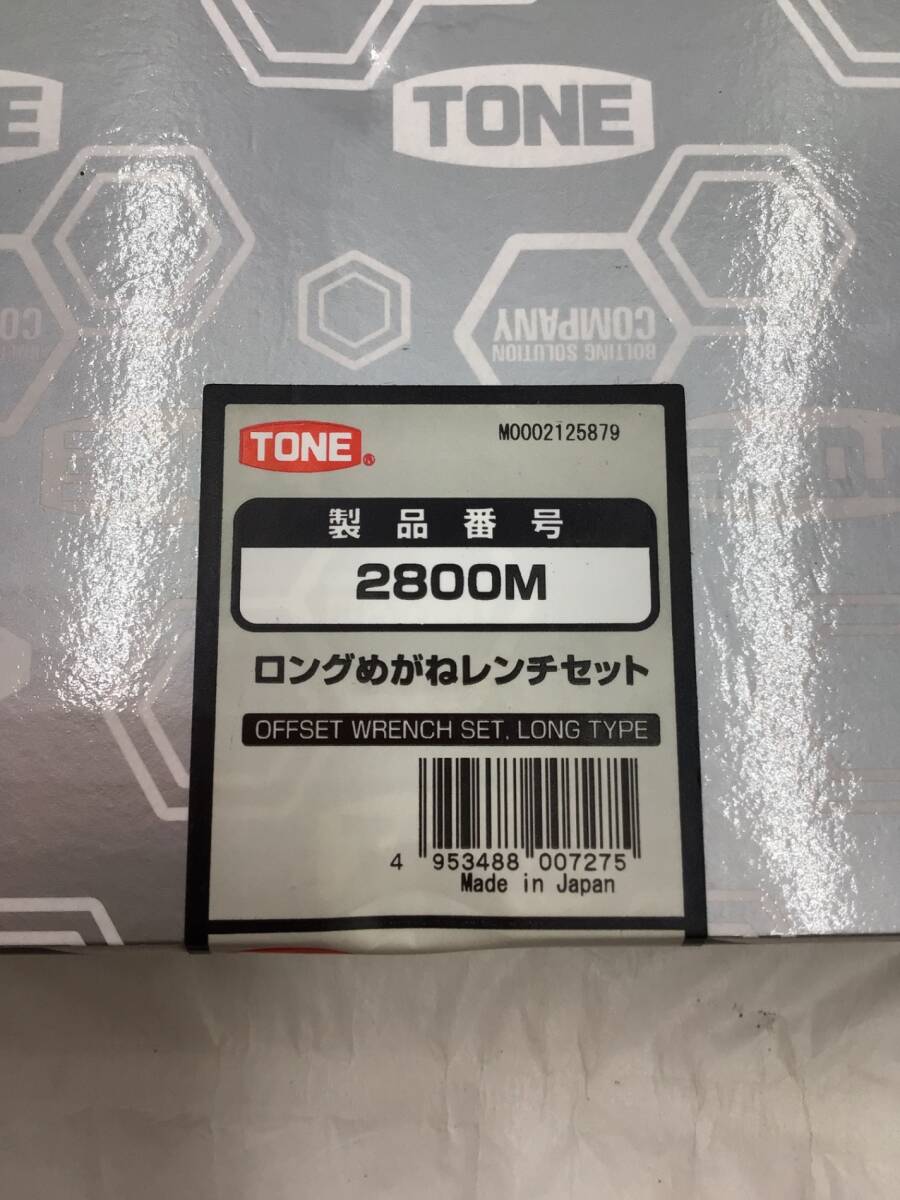 E
TONE
BOLTING SOLUTION
COMPANY
TONE
M0002125879
製品番号
2800M
ロングめがねレンチセット
OFFSET WRENCH SET, LONG TYPE
4 953488 007275
Made in Japan